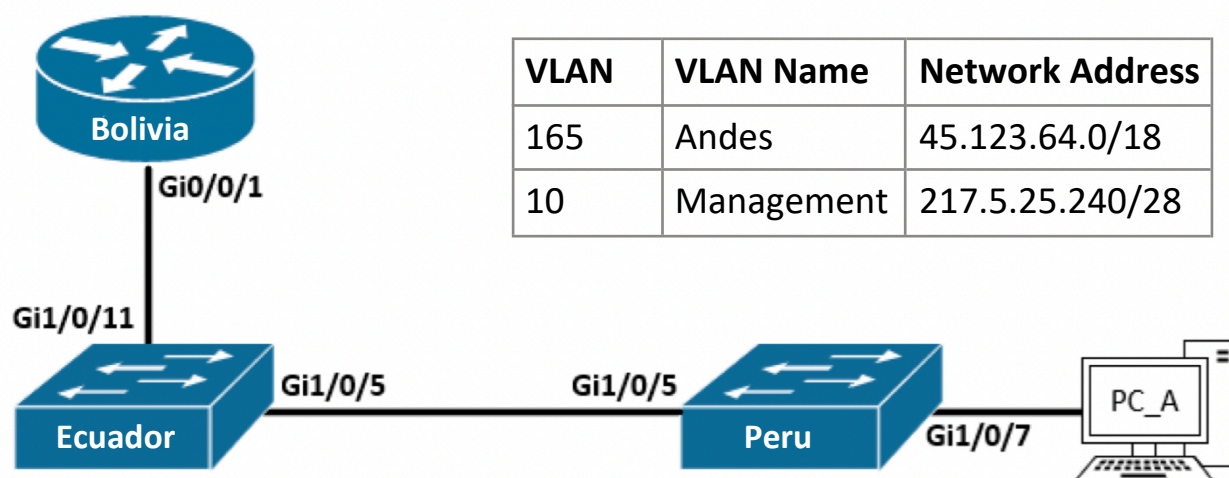 VLAN VLAN Name Network Address
165 Andes 45.123.64.0/18
10 Management 217.5.25.240/28
Bolivia
Gi0/0/1
Gi1/0/11
Gi1/0/5 Gi1/0/5
Ecuador Peru Gi1/0/7 PC_A